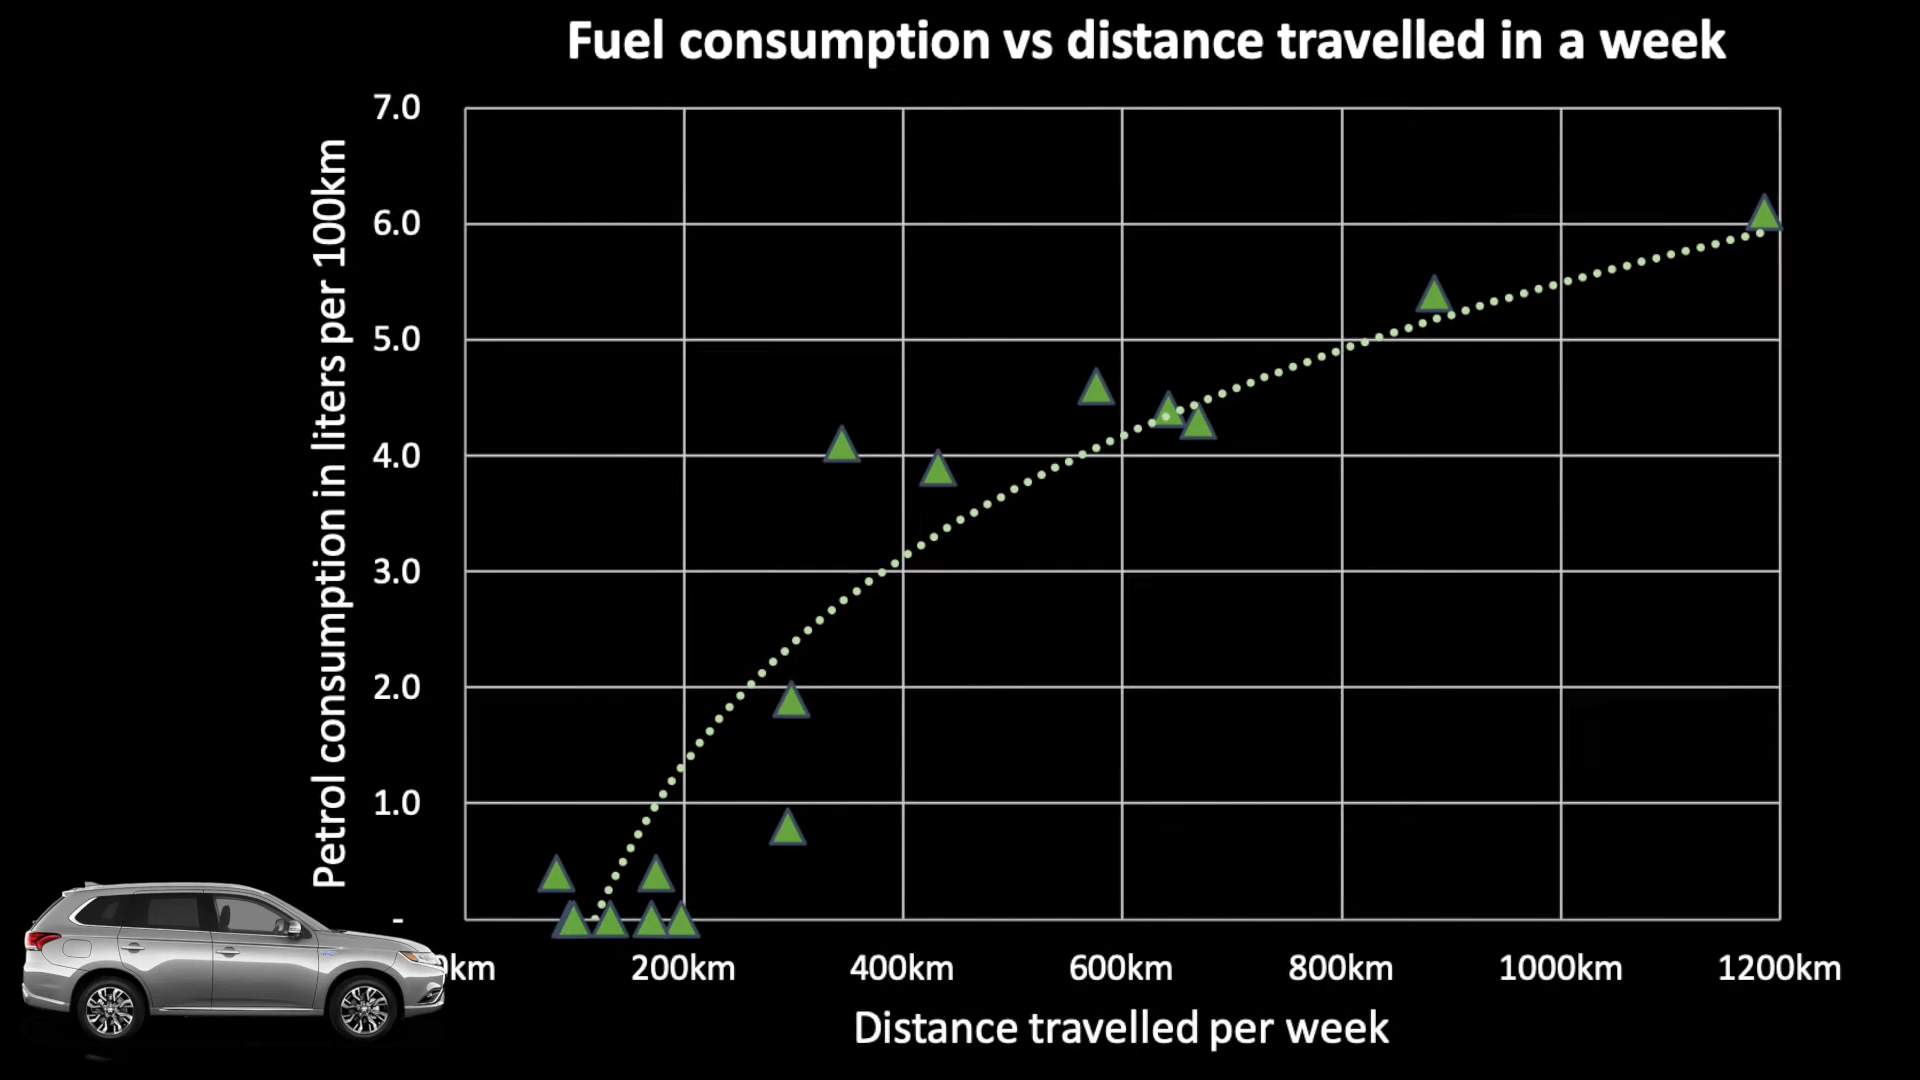 Fuel consumption vs distance travelled in a week
Petrol consumption in liters per 100km
7.0
6.0
5.0
4.0
3.0
2.0
1.0
-
0km 200km 400km 600km 800km 1000km 1200km
Distance travelled per week